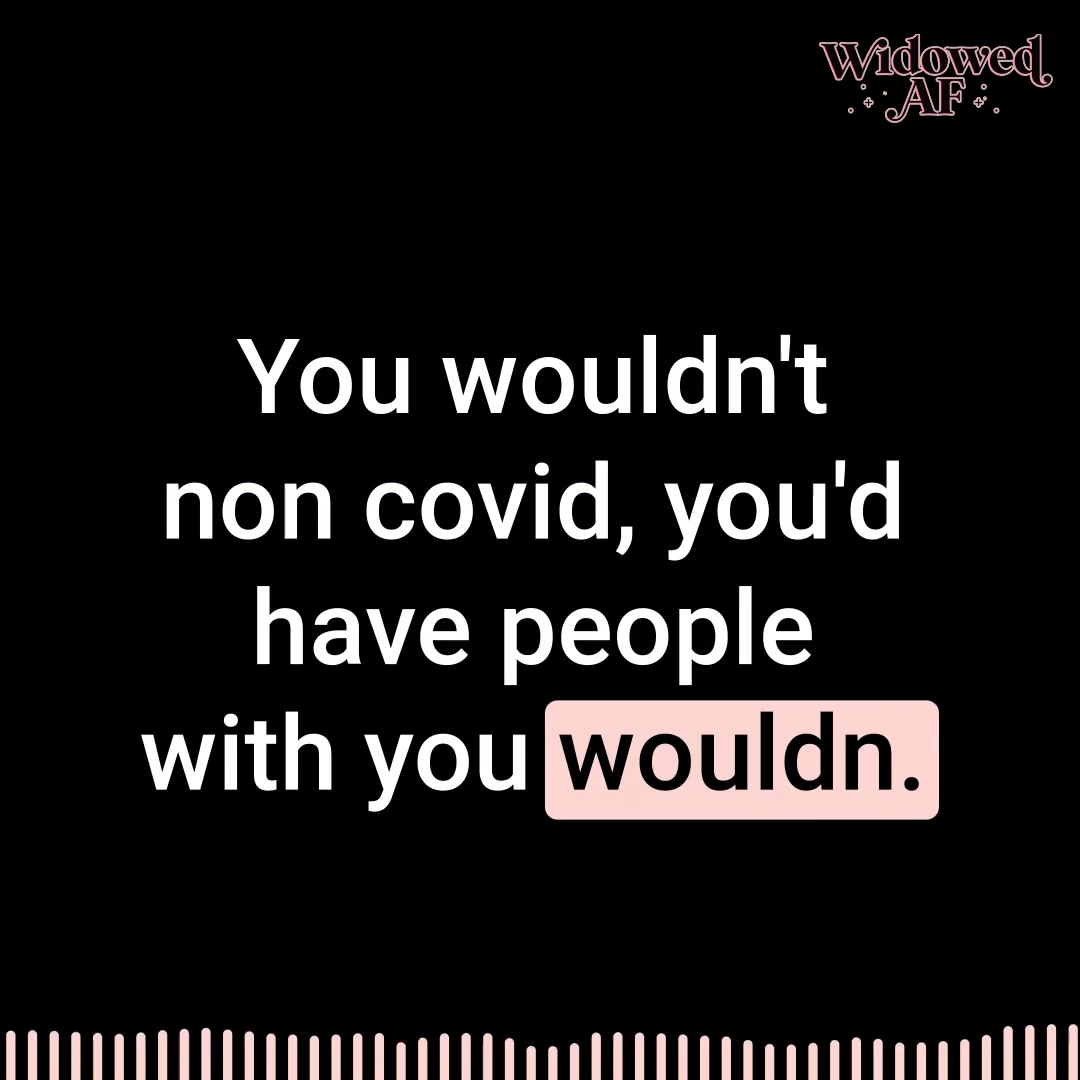 Widowed
AF
You wouldn't
non covid, you'd
have people
with you wouldn.